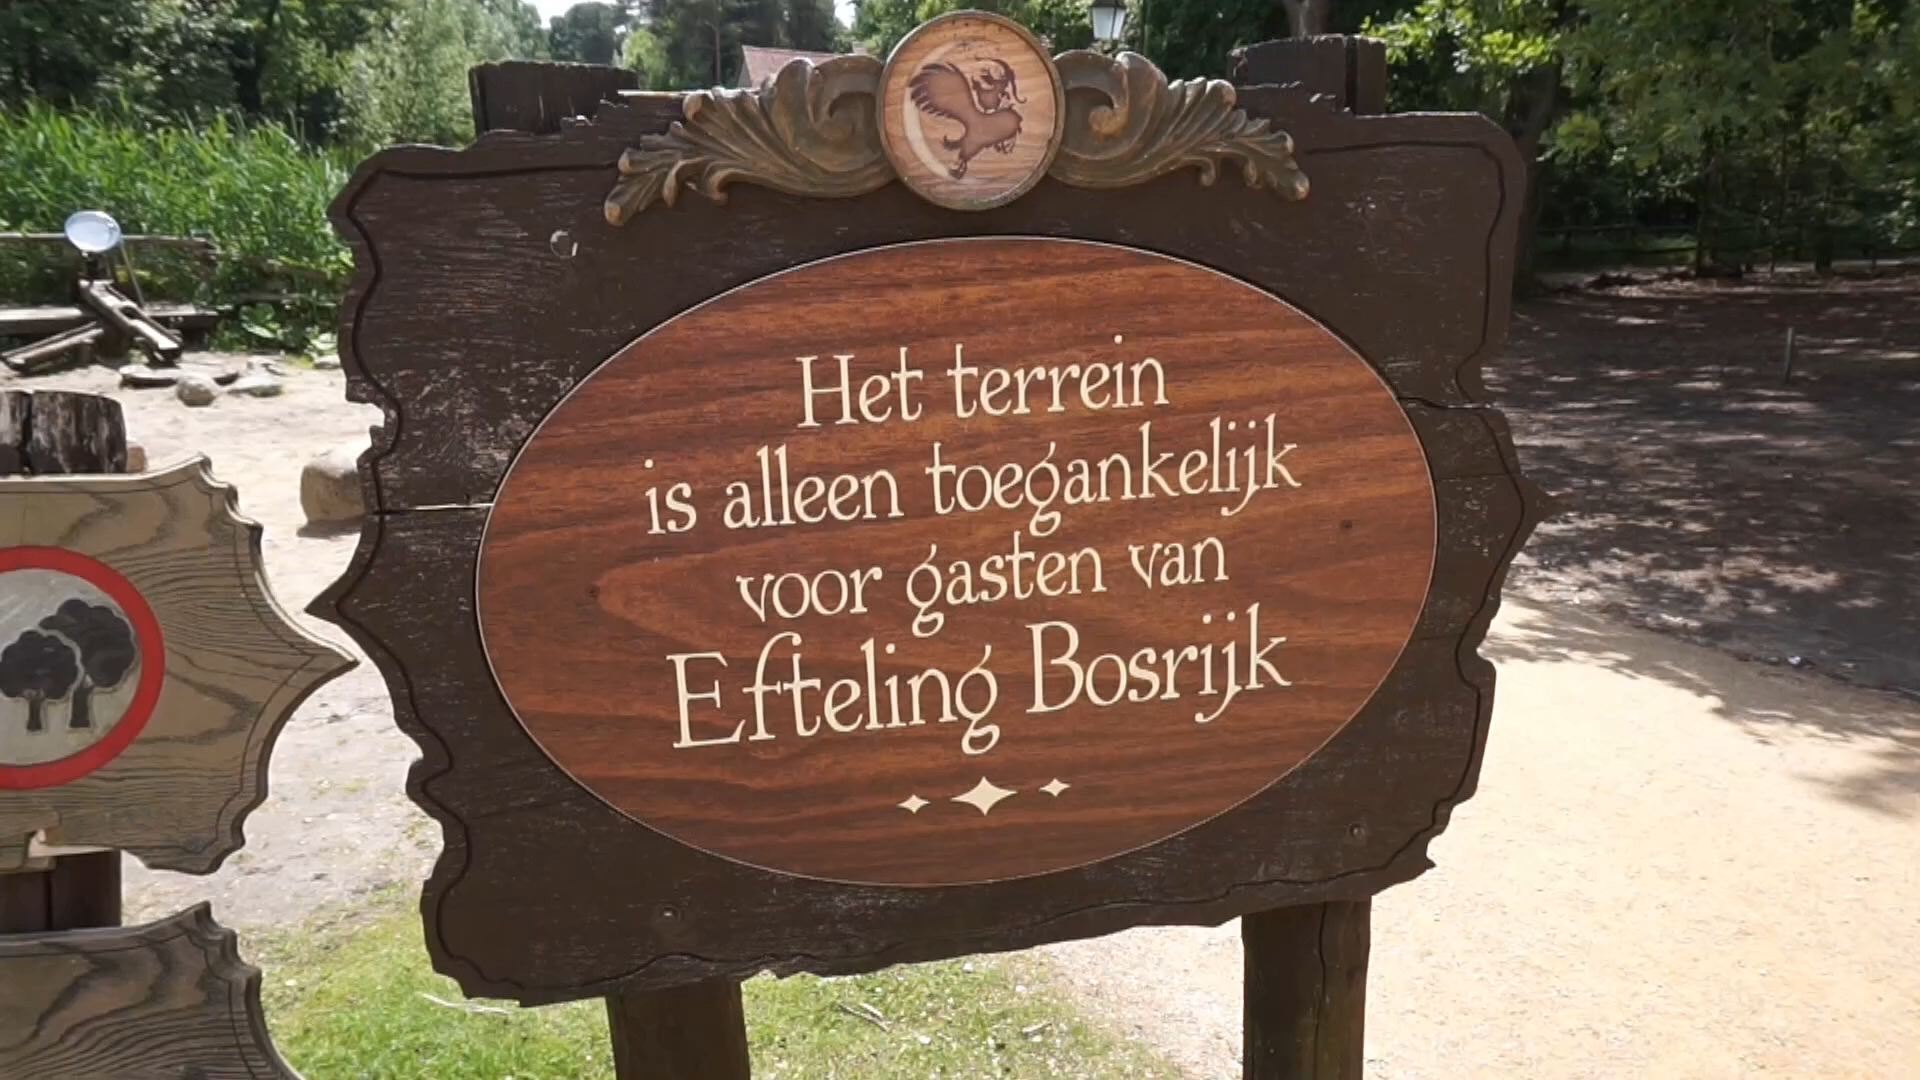 Het terrein
is alleen toegankelijk
voor gasten van
Efteling Bosrijk